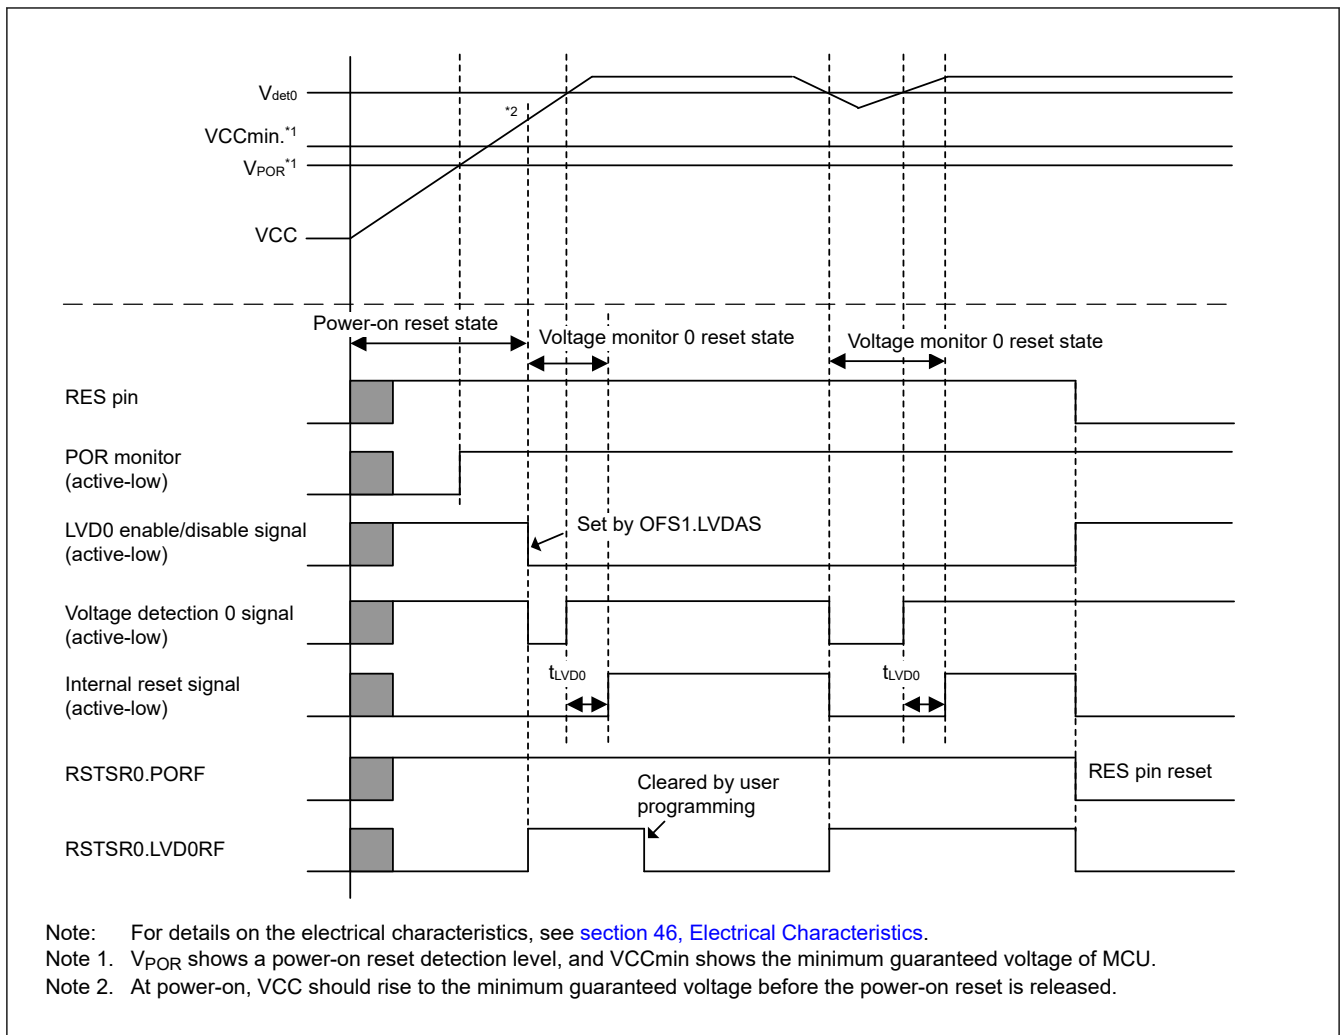 Vdet0
*2
VCCmin.*1
VPOR*1
VCC
Power-on reset state
Voltage monitor 0 reset state
Voltage monitor 0 reset state
RES pin
POR monitor
(active-low)
LVD0 enable/disable signal
(active-low)
Set by OFS1.LVDAS
Voltage detection 0 signal
(active-low)
tLVD0
tLVD0
Internal reset signal
(active-low)
RSTSR0.PORF
RES pin reset
Cleared by user
programming
RSTSR0.LVD0RF
Note: For details on the electrical characteristics, see section 46, Electrical Characteristics.
Note 1. VPOR shows a power-on reset detection level, and VCCmin shows the minimum guaranteed voltage of MCU.
Note 2. At power-on, VCC should rise to the minimum guaranteed voltage before the power-on reset is released.